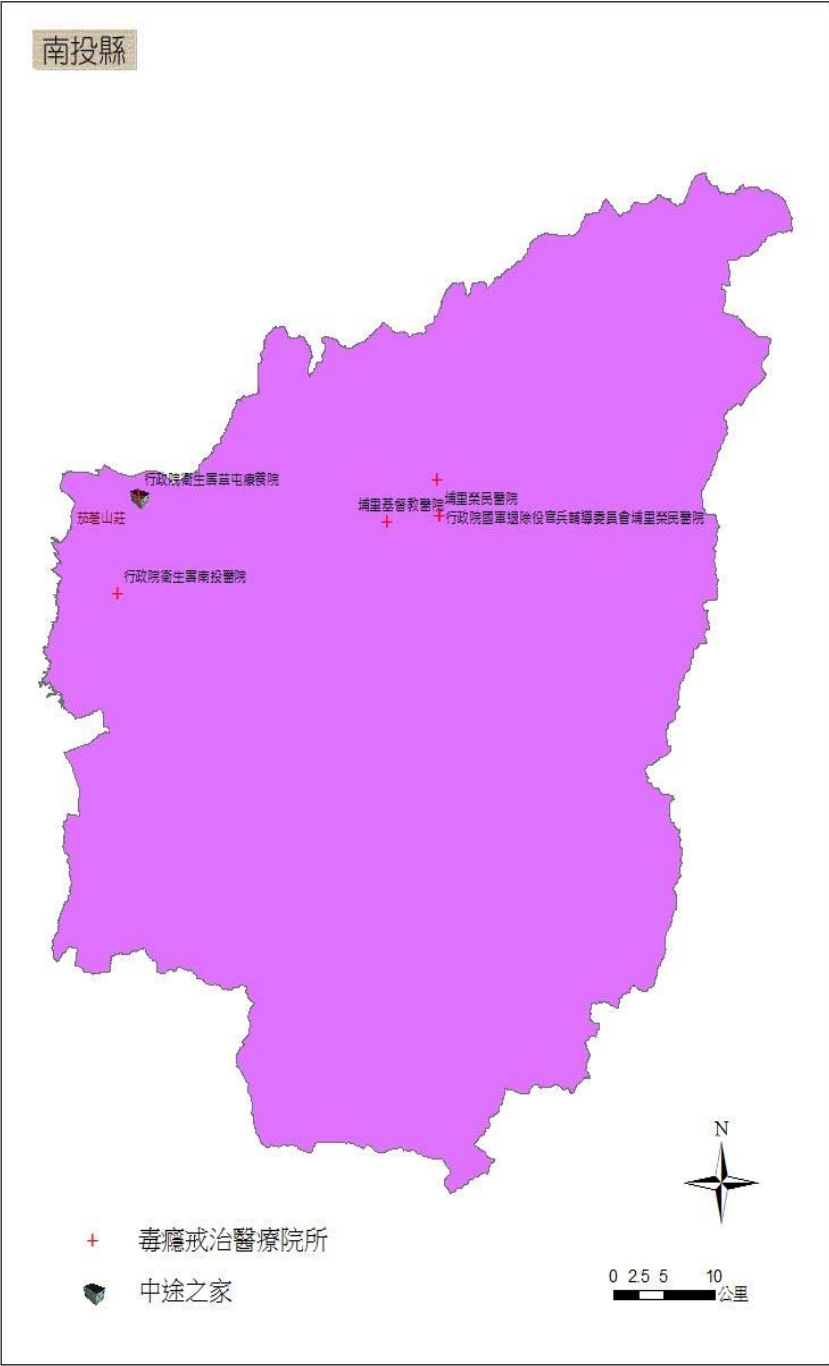 南投縣
行政院衛生署草屯療養院
埔里榮民醫院
埔里基督教醫院
茄荖山莊
行政院國軍退除役官兵輔導委員會埔里榮民醫院
行政院衛生署南投醫院
N
毒癮戒治醫療院所
中途之家
0 2.5 5 10
公里